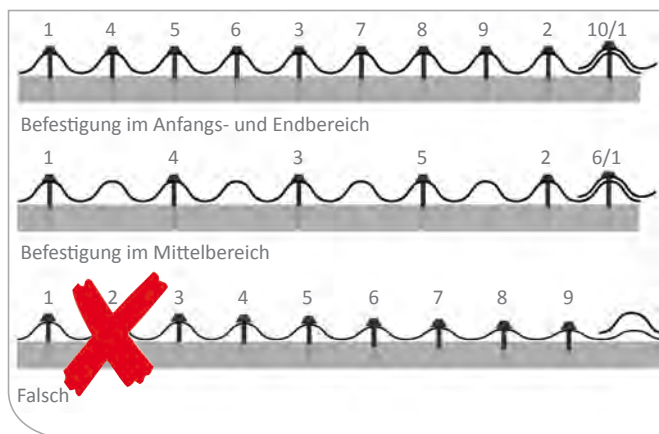 1 4 5 6 3 7 8 9 2 10/1
Befestigung im Anfangs- und Endbereich
1 4 3 5 2 6/1
Befestigung im Mittelbereich
1 2 3 4 5 6 7 8 9
Falsch